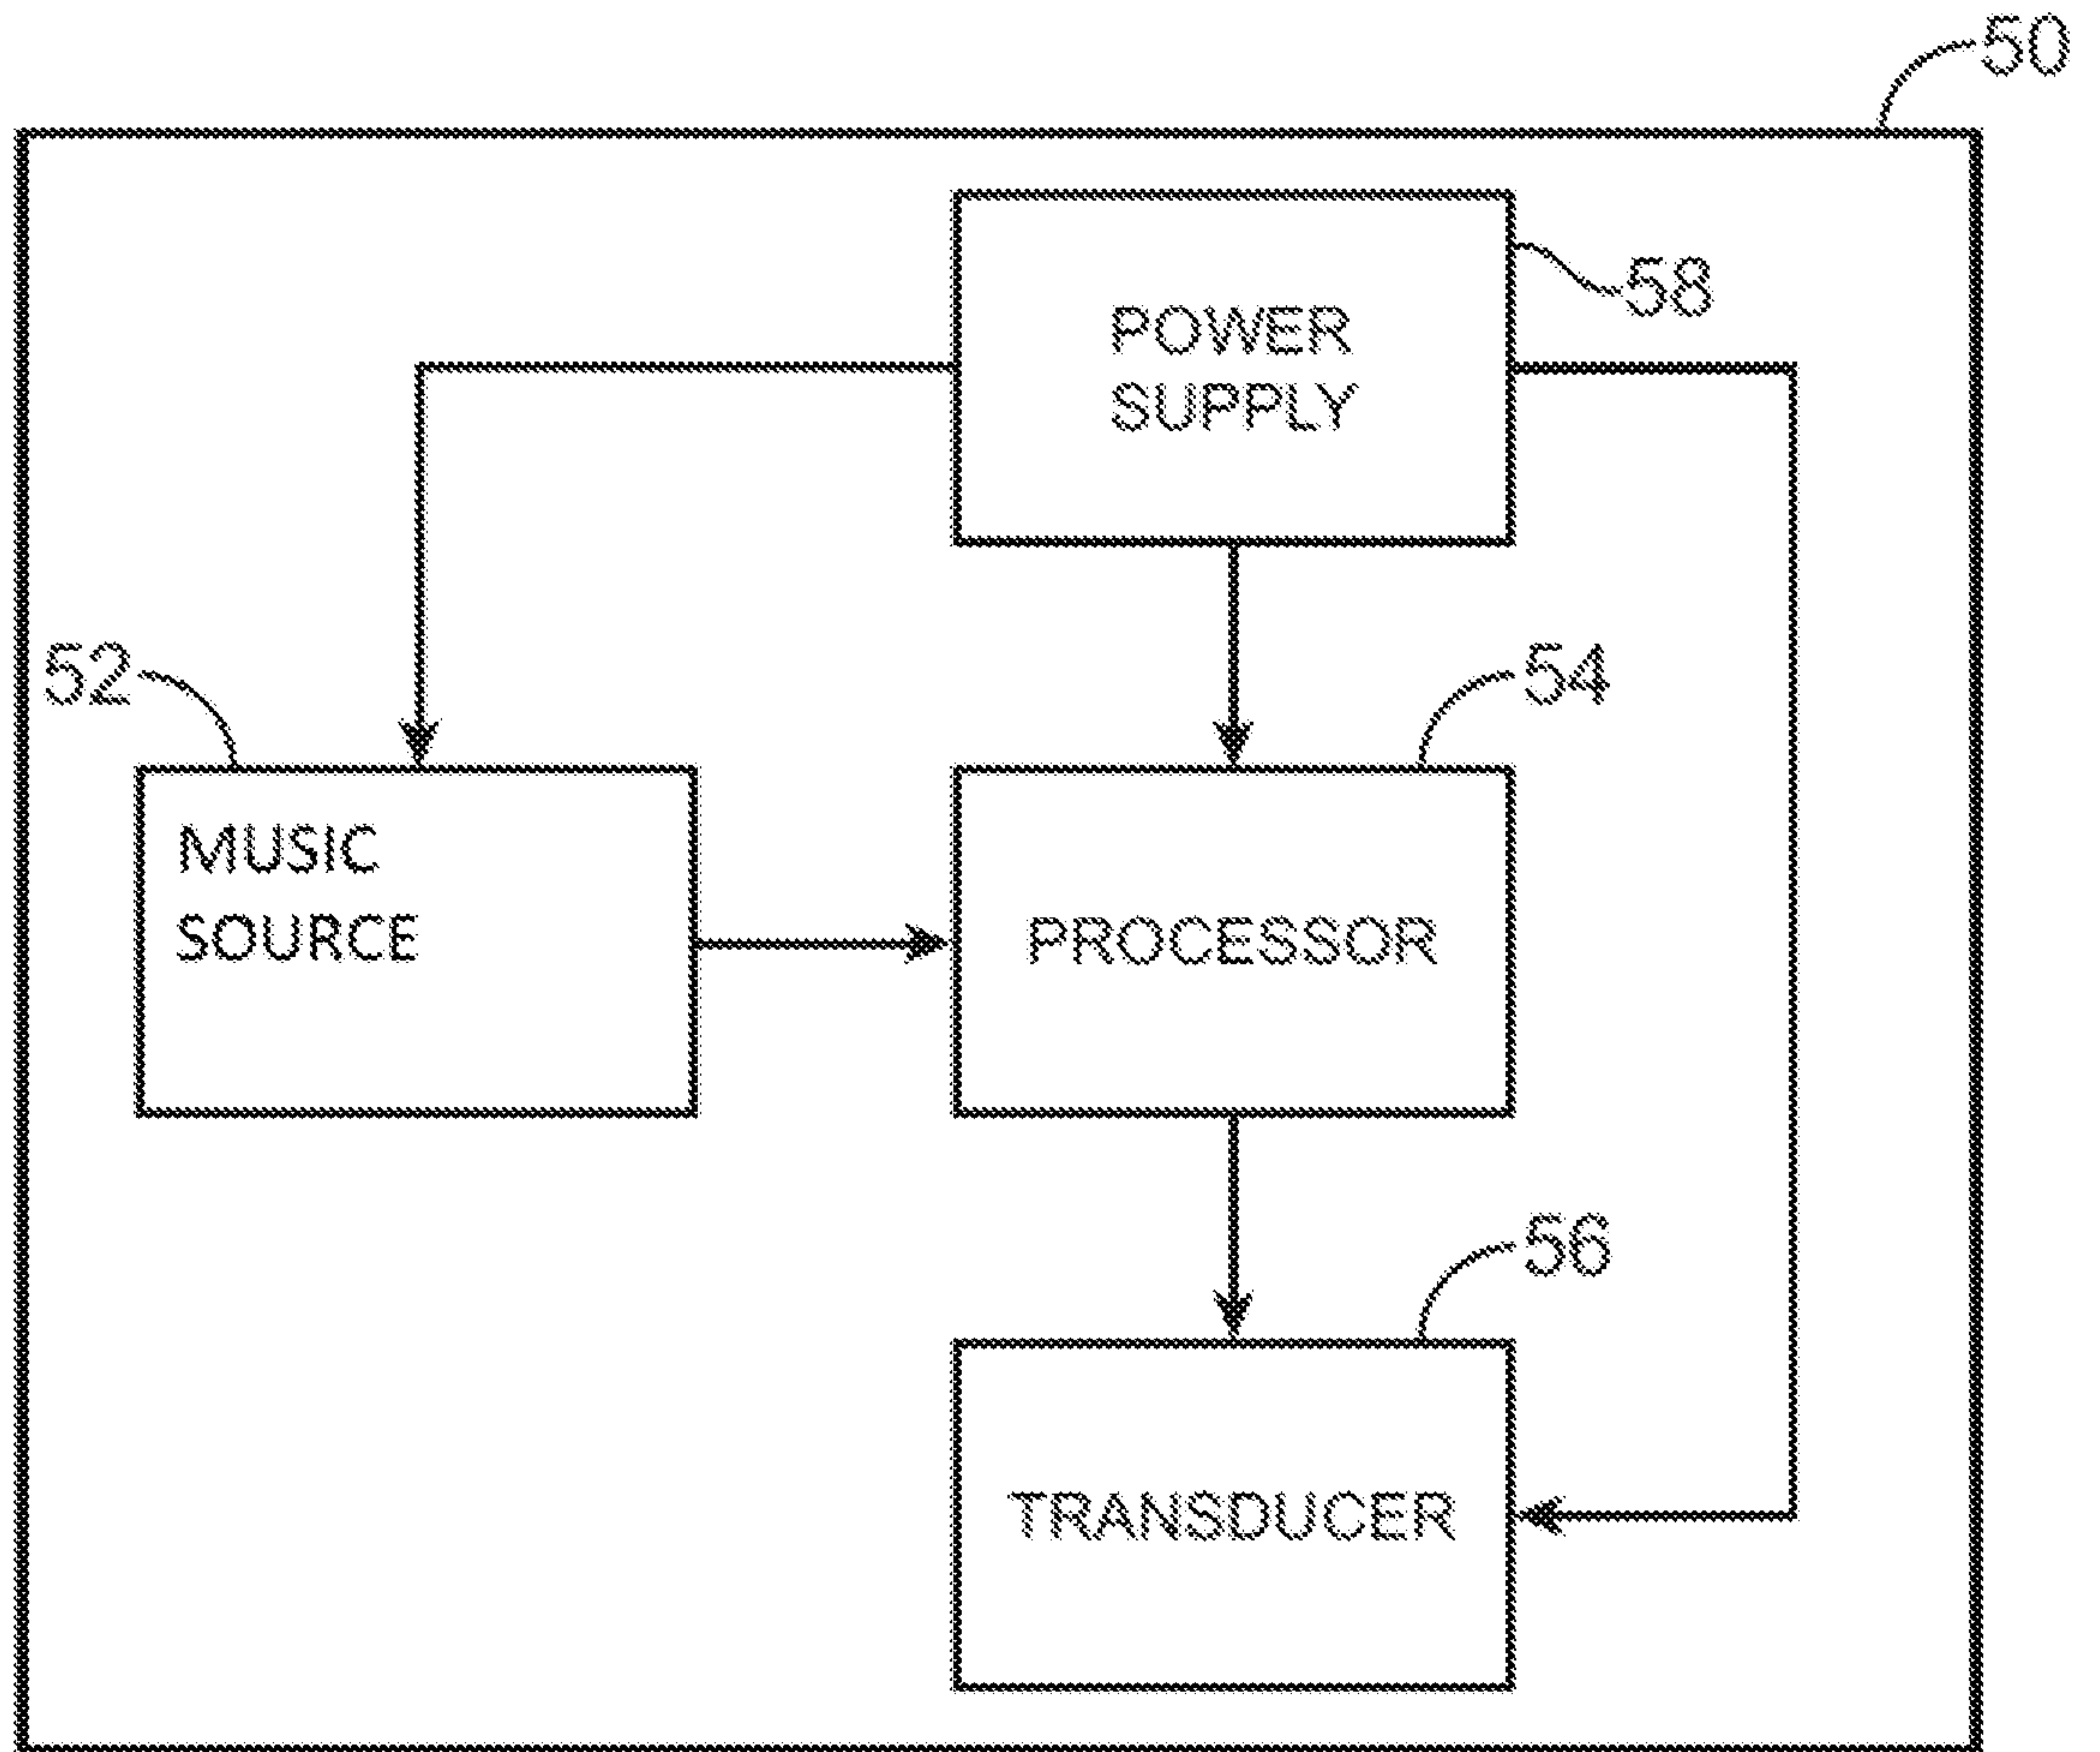 50
POWER
SUPPLY
58
52
54
MUSIC
SOURCE
PROCESSOR
56
TRANSDUCER